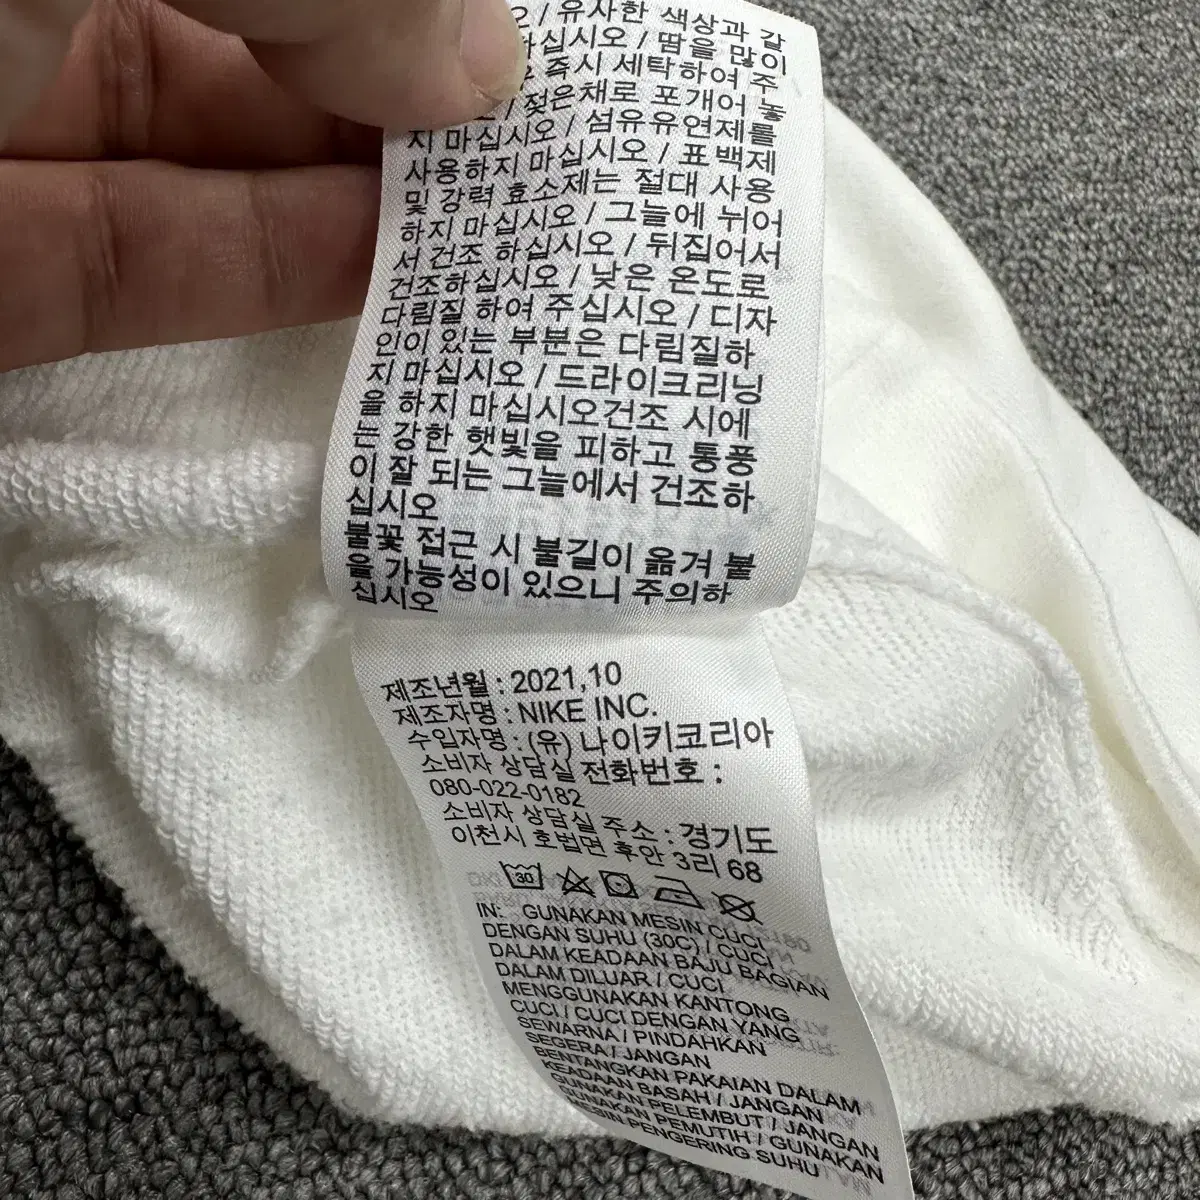 오 / 유사한 색상과 같
하십시오 / 땀을 많이
즉시 세탁하여 주
/ 젖은채로 포개어 놓
지 마십시오 / 섬유유연제를
사용하지 마십시오 / 표백제
및 강력 효소제는 절대 사용
하지 마십시오 / 그늘에 뉘어
서 건조 하십시오 / 뒤집어서
건조하십시오 / 낮은 온도로
다림질 하여 주십시오 / 디자
인이 있는 부분은 다림질하
지 마십시오 / 드라이크리닝
을 하지 마십시오건조 시에
는 강한 햇빛을 피하고 통풍
이 잘 되는 그늘에서 건조하
십시오
불꽃 접근 시 불길이 옮겨 붙
을 가능성이 있으니 주의하
십시오
제조년월 : 2021,10
제조자명 : NIKE INC.
수입자명 : (유) 나이키코리아
소비자 상담실 전화번호 :
080-022-0182
소비자 상담실 주소 : 경기도
이천시 호법면 후안 3리 68
30
IN: GUNAKAN MESIN CUCI
DENGAN SUHU (30C) / CUCI
DALAM KEADAAN BAJU BAGIAN
DALAM DILUAR / CUCI
MENGGUNAKAN KANTONG
CUCI / CUCI DENGAN YANG
SEWARNA / PINDAHKAN
SEGERA / JANGAN
BENTANGKAN PAKAIAN DALAM
KEADAAN BASAH / JANGAN
GUNAKAN PELEMBUT / JANGAN
GUNAKAN PEMUTIH / GUNAKAN
MESIN PENGERING SUHU